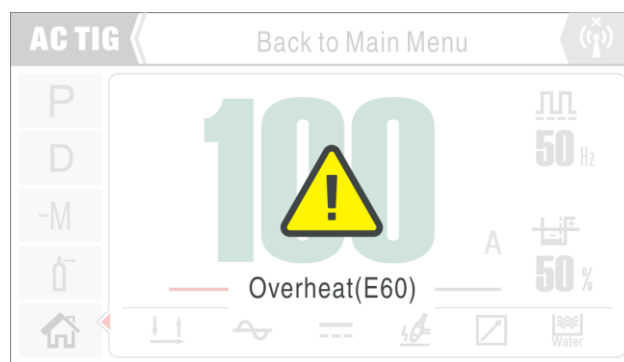 AC TIG
Back to Main Menu
P
D
-M
100
A
50 Hz
50 %
!
Overheat(E60)
Water